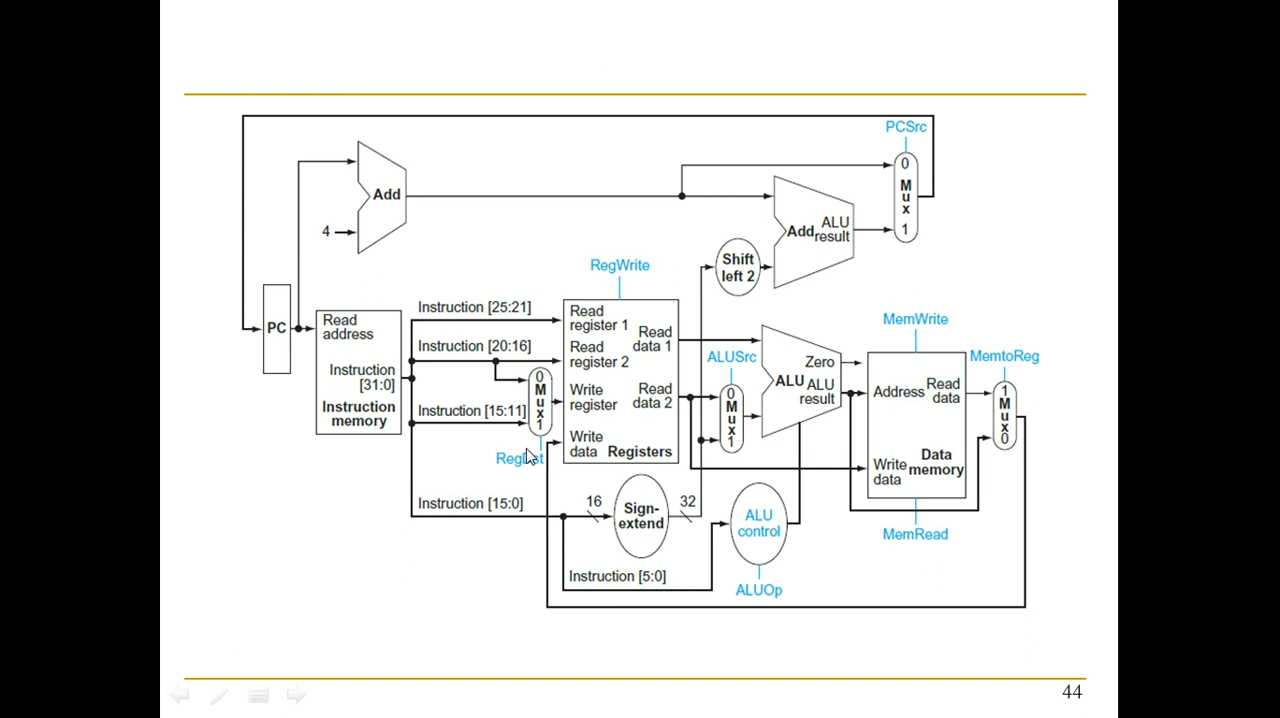 PCSrc
0
M
u
x
1
Add
4
Add ALU
result
Shift
left 2
RegWrite
PC
Read
address
Instruction
[31:0]
Instruction
memory
Instruction [25:21]
Instruction [20:16]
Instruction [15:11]
Instruction [15:0]
0
M
u
x
1
Read
register 1
Read
register 2
Write
register
Write
data
Read
data 1
Read
data 2
Registers
ALUSrc
0
M
u
x
1
Zero
ALU ALU
result
MemWrite
Address
Read
data
Write
data
Data
memory
MemRead
MemtoReg
1
M
u
x
0
16
Sign-
extend
32
ALU
control
ALUOp
Instruction [5:0]
44